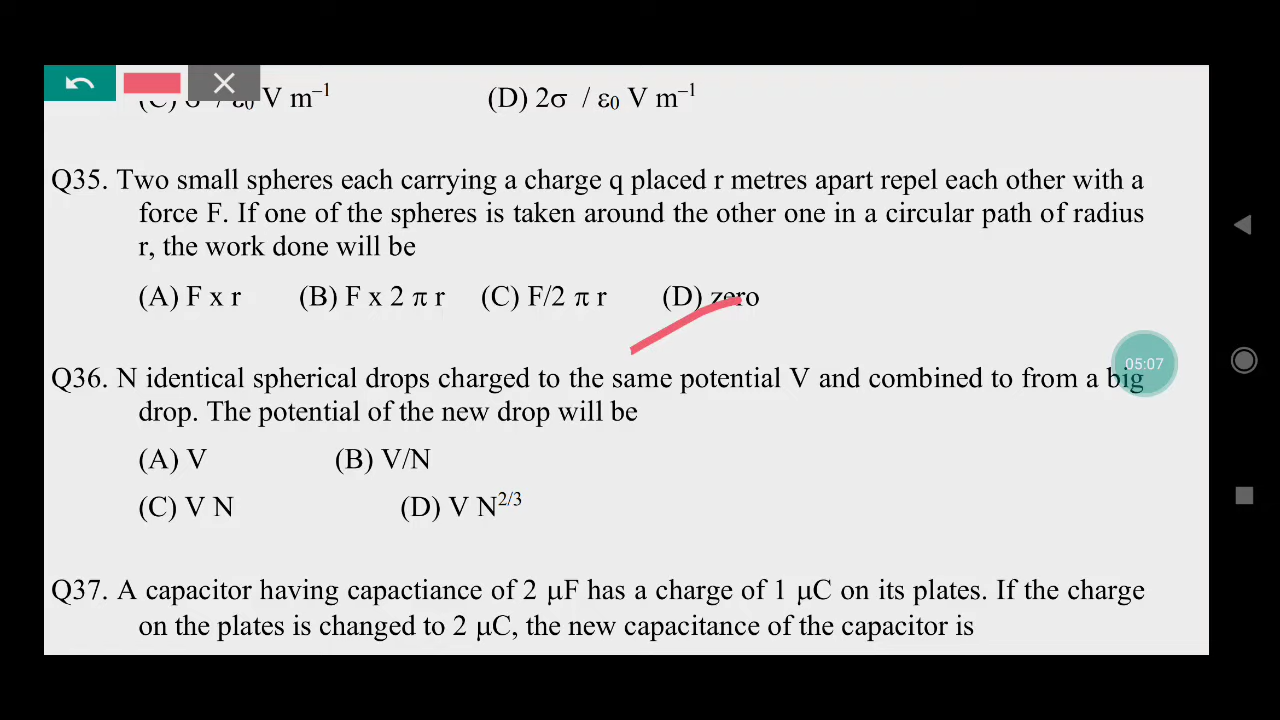 (C) σ / ε₀ V m⁻¹ (D) 2σ / ε₀ V m⁻¹
Q35. Two small spheres each carrying a charge q placed r metres apart repel each other with a
force F. If one of the spheres is taken around the other one in a circular path of radius
r, the work done will be
(A) F x r (B) F x 2 π r (C) F/2 π r (D) zero
Q36. N identical spherical drops charged to the same potential V and combined to from a big
drop. The potential of the new drop will be
(A) V (B) V/N
(C) V N (D) V N²ᐟ³
Q37. A capacitor having capactiance of 2 μF has a charge of 1 μC on its plates. If the charge
on the plates is changed to 2 μC, the new capacitance of the capacitor is
05:07